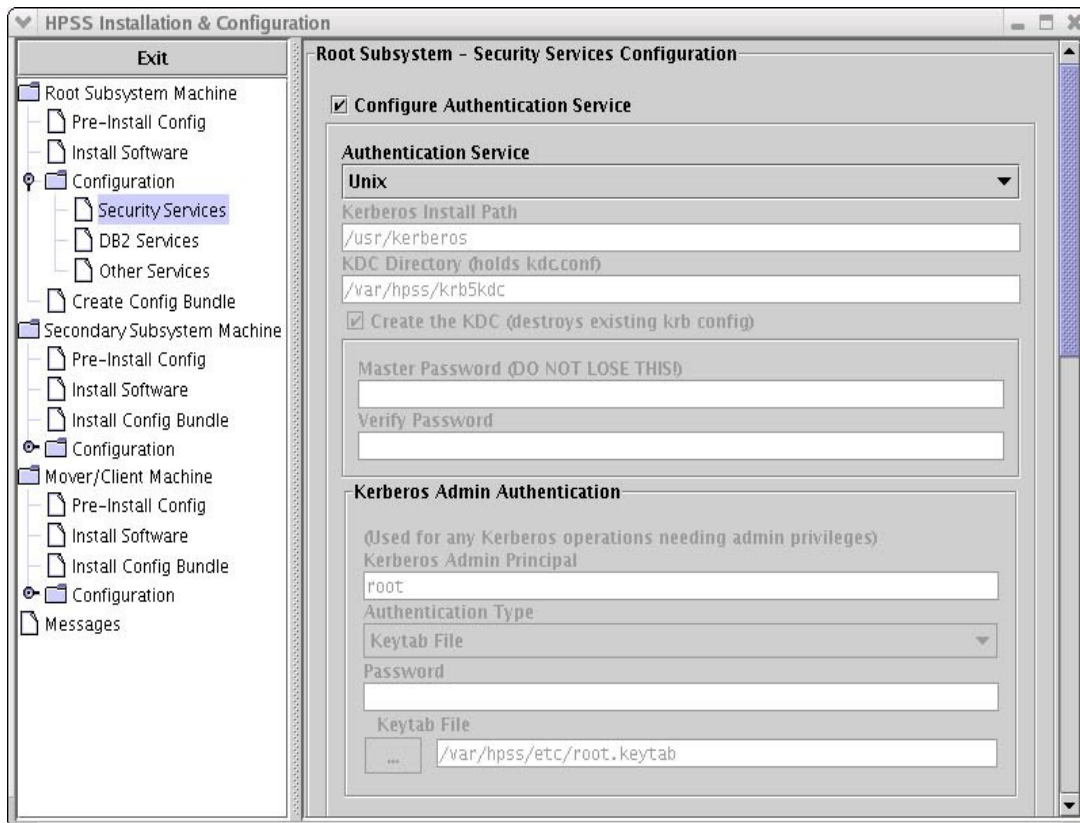 HPSS Installation & Configuration
Exit
Root Subsystem Machine
Pre-Install Config
Install Software
Configuration
Security Services
DB2 Services
Other Services
Create Config Bundle
Secondary Subsystem Machine
Pre-Install Config
Install Software
Install Config Bundle
Configuration
Mover/Client Machine
Pre-Install Config
Install Software
Install Config Bundle
Configuration
Messages
Root Subsystem - Security Services Configuration
Configure Authentication Service
Authentication Service
Unix
Kerberos Install Path
/usr/kerberos
KDC Directory (holds kdc.conf)
/var/hpss/krb5kdc
Create the KDC (destroys existing krb config)
Master Password (DO NOT LOSE THIS!)
Verify Password
Kerberos Admin Authentication
(Used for any Kerberos operations needing admin privileges)
Kerberos Admin Principal
root
Authentication Type
Keytab File
Password
Keytab File
...
/var/hpss/etc/root.keytab